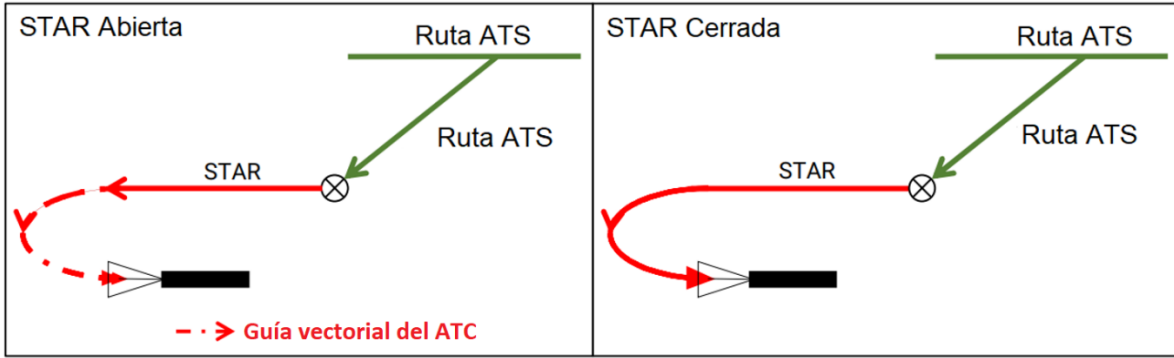 STAR Abierta
Ruta ATS
Ruta ATS
STAR
Guía vectorial del ATC
STAR Cerrada
Ruta ATS
Ruta ATS
STAR